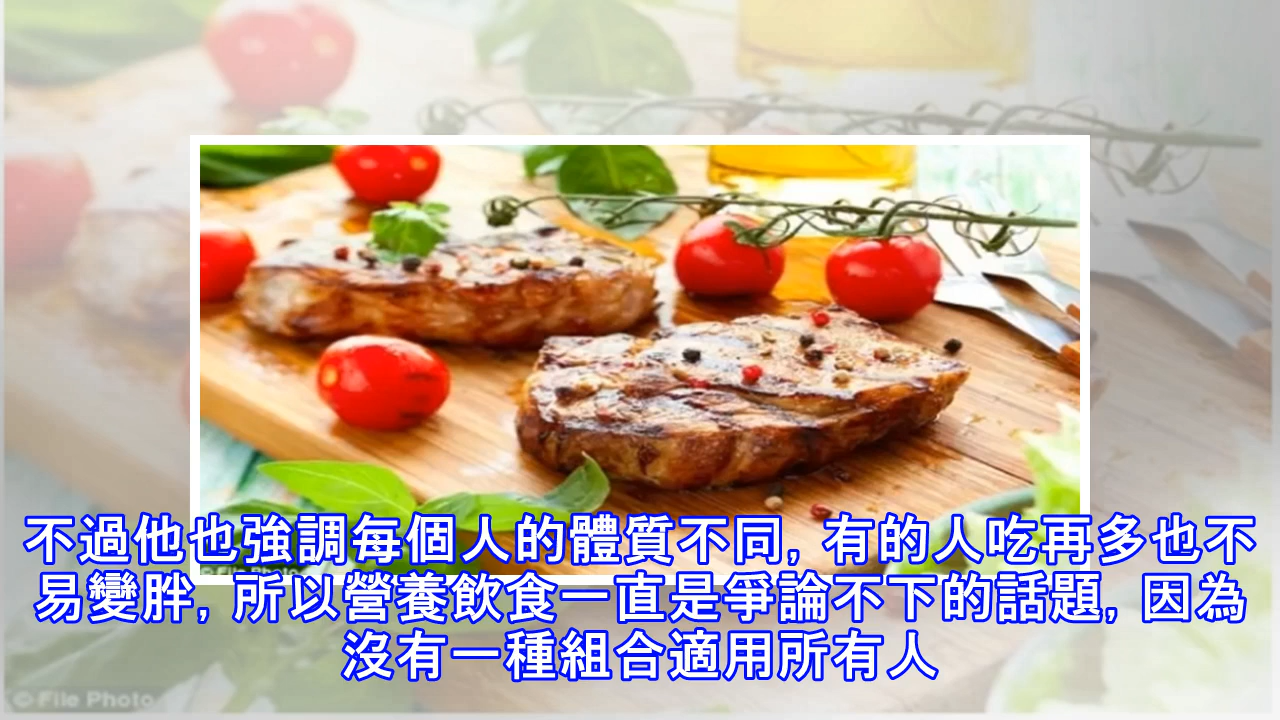 不過他也強調每個人的體質不同, 有的人吃再多也不
易變胖, 所以營養飲食一直是爭論不下的話題, 因為
沒有一種組合適用所有人
© File Photo